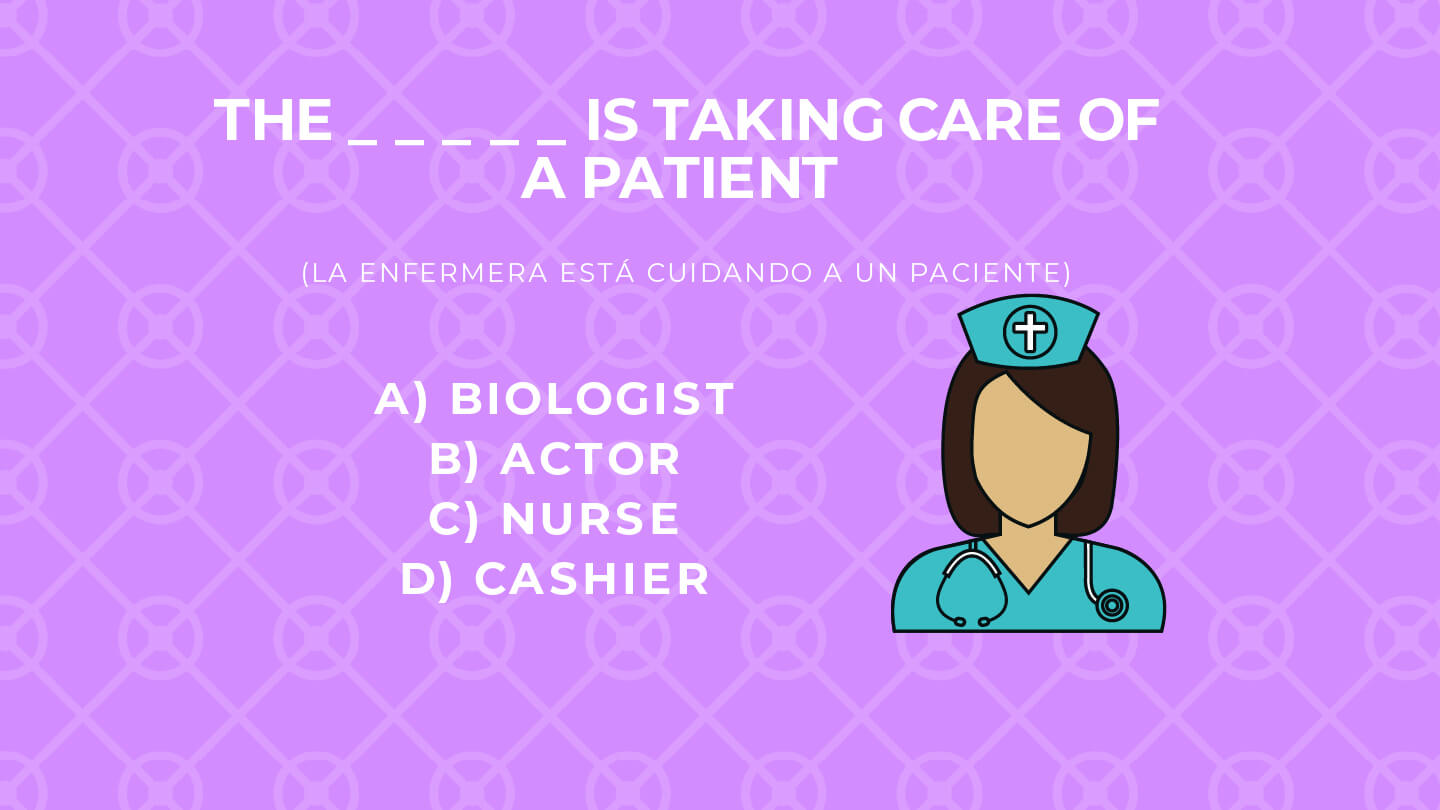 THE _ _ _ _ _ IS TAKING CARE OF
A PATIENT
(LA ENFERMERA ESTÁ CUIDANDO A UN PACIENTE)
A) BIOLOGIST
B) ACTOR
C) NURSE
D) CASHIER